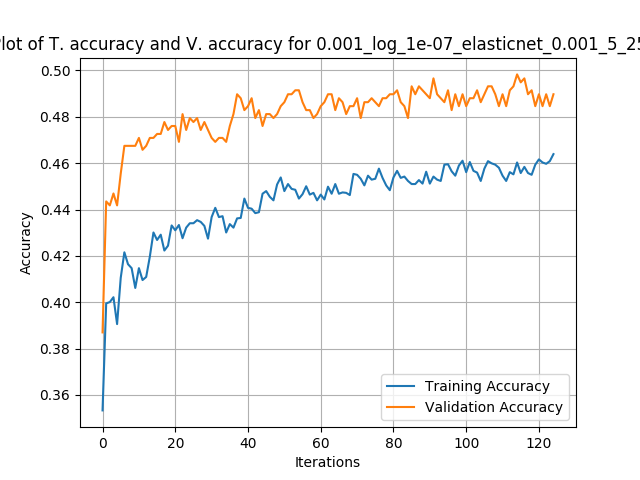 lot of T. accuracy and V. accuracy for 0.001_log_1e-07_elasticnet_0.001_5_25
0.50
0.48
0.46
0.44
0.42
0.40
0.38
0.36
Accuracy
Training Accuracy
Validation Accuracy
0 20 40 60 80 100 120
Iterations